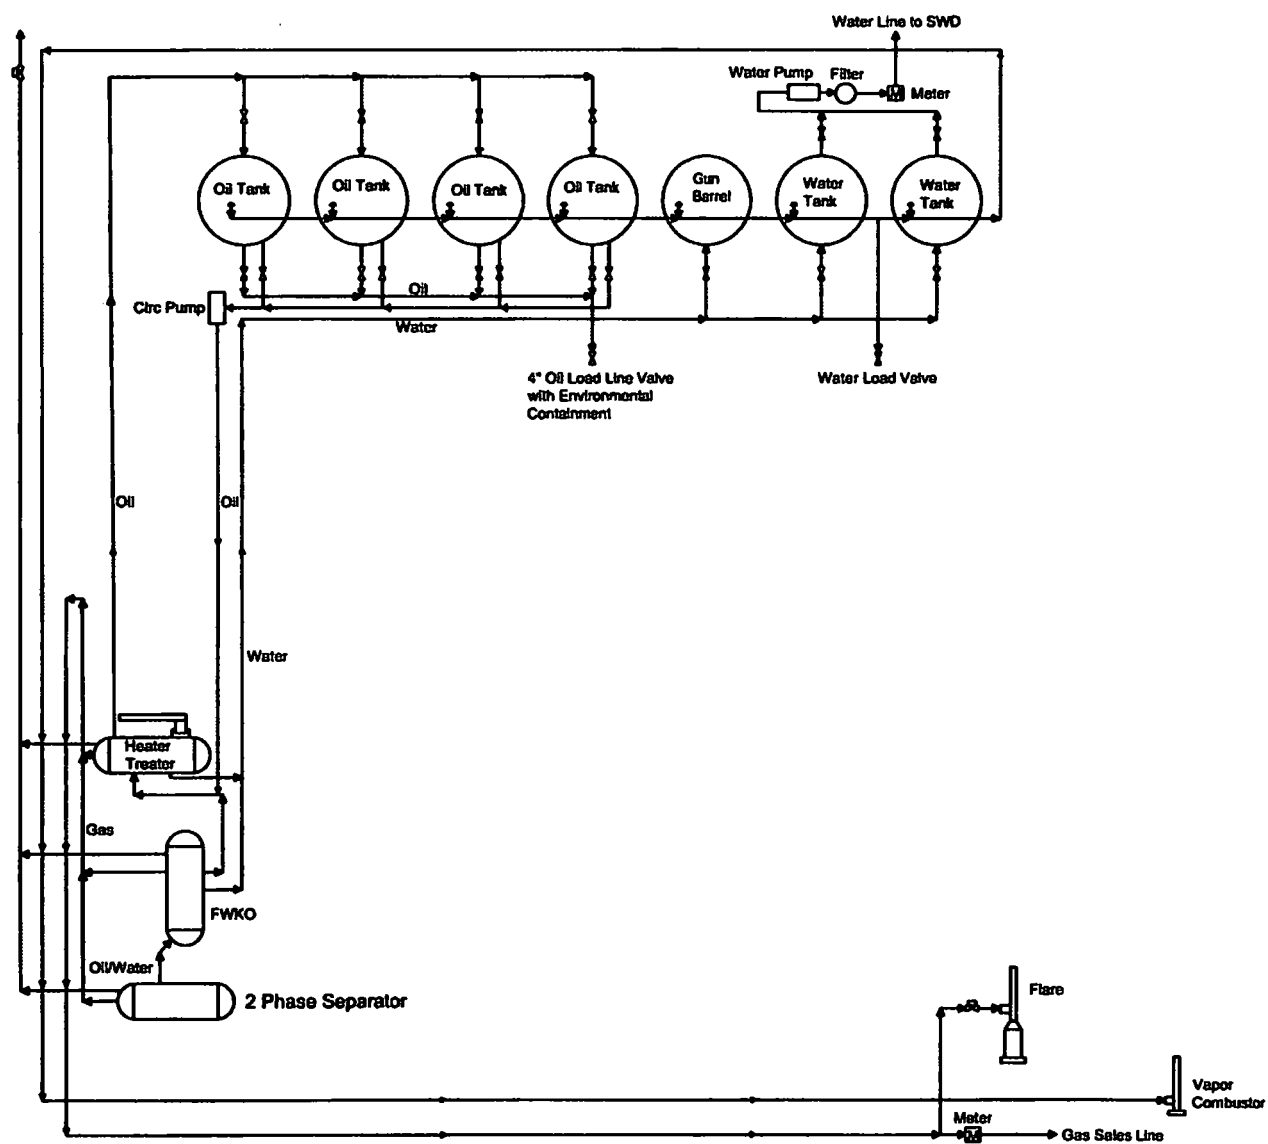 Water Line to SWD
Water Pump
Filter
Meter
Oil Tank
Oil Tank
Oil Tank
Oil Tank
Gun
Barrel
Water
Tank
Water
Tank
Oil
Circ Pump
Water
4" Oil Load Line Valve
with Environmental
Containment
Water Load Valve
Oil
Oil
Water
Heater
Treater
Gas
FWKO
Oil/Water
2 Phase Separator
Flare
Vapor
Combustor
Meter
Gas Sales Line